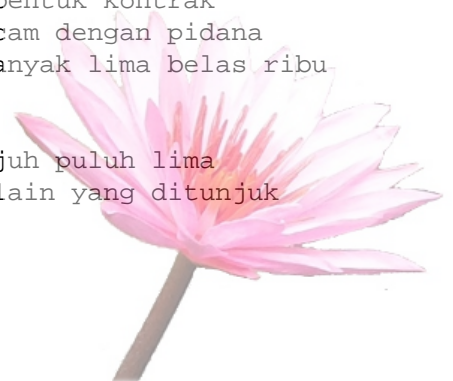 bentuk kontrak
cam dengan pidana
anyak lima belas ribu
juh puluh lima
lain yang ditunjuk